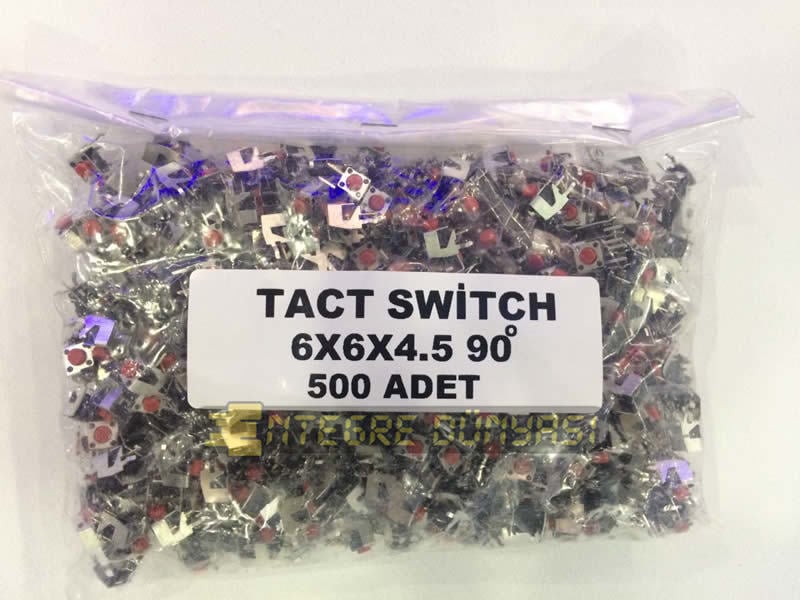 TACT SWİTCH
6X6X4.5 90°
500 ADET
ENTEGRE DÜNYASI